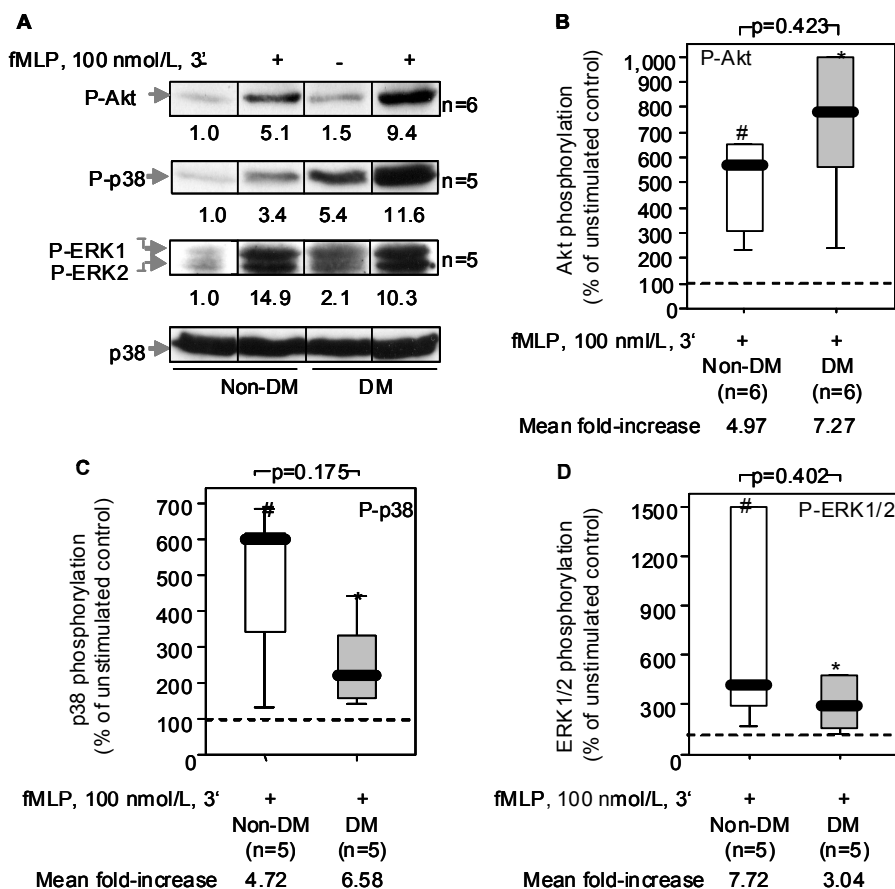 A
fMLP, 100 nmol/L, 3‘ - + - +
P-Akt n=6
1.0 5.1 1.5 9.4
P-p38 n=5
1.0 3.4 5.4 11.6
P-ERK1
P-ERK2 n=5
1.0 14.9 2.1 10.3
p38
Non-DM DM
B
p=0.423
P-Akt
Akt phosphorylation
(% of unstimulated control)
1,000
900
800
700
600
500
400
300
200
100
0
#
*
fMLP, 100 nml/L, 3‘ + +
Non-DM DM
(n=6) (n=6)
Mean fold-increase 4.97 7.27
C
p=0.175
P-p38
p38 phosphorylation
(% of unstimulated control)
700
600
500
400
300
200
100
0
#
*
fMLP, 100 nmol/L, 3‘ + +
Non-DM DM
(n=5) (n=5)
Mean fold-increase 4.72 6.58
D
p=0.402
P-ERK1/2
ERK1/2 phosphorylation
(% of unstimulated control)
1500
1500
900
600
300
0
#
*
fMLP, 100 nmol/L, 3‘ + +
Non-DM DM
(n=5) (n=5)
Mean fold-increase 7.72 3.04